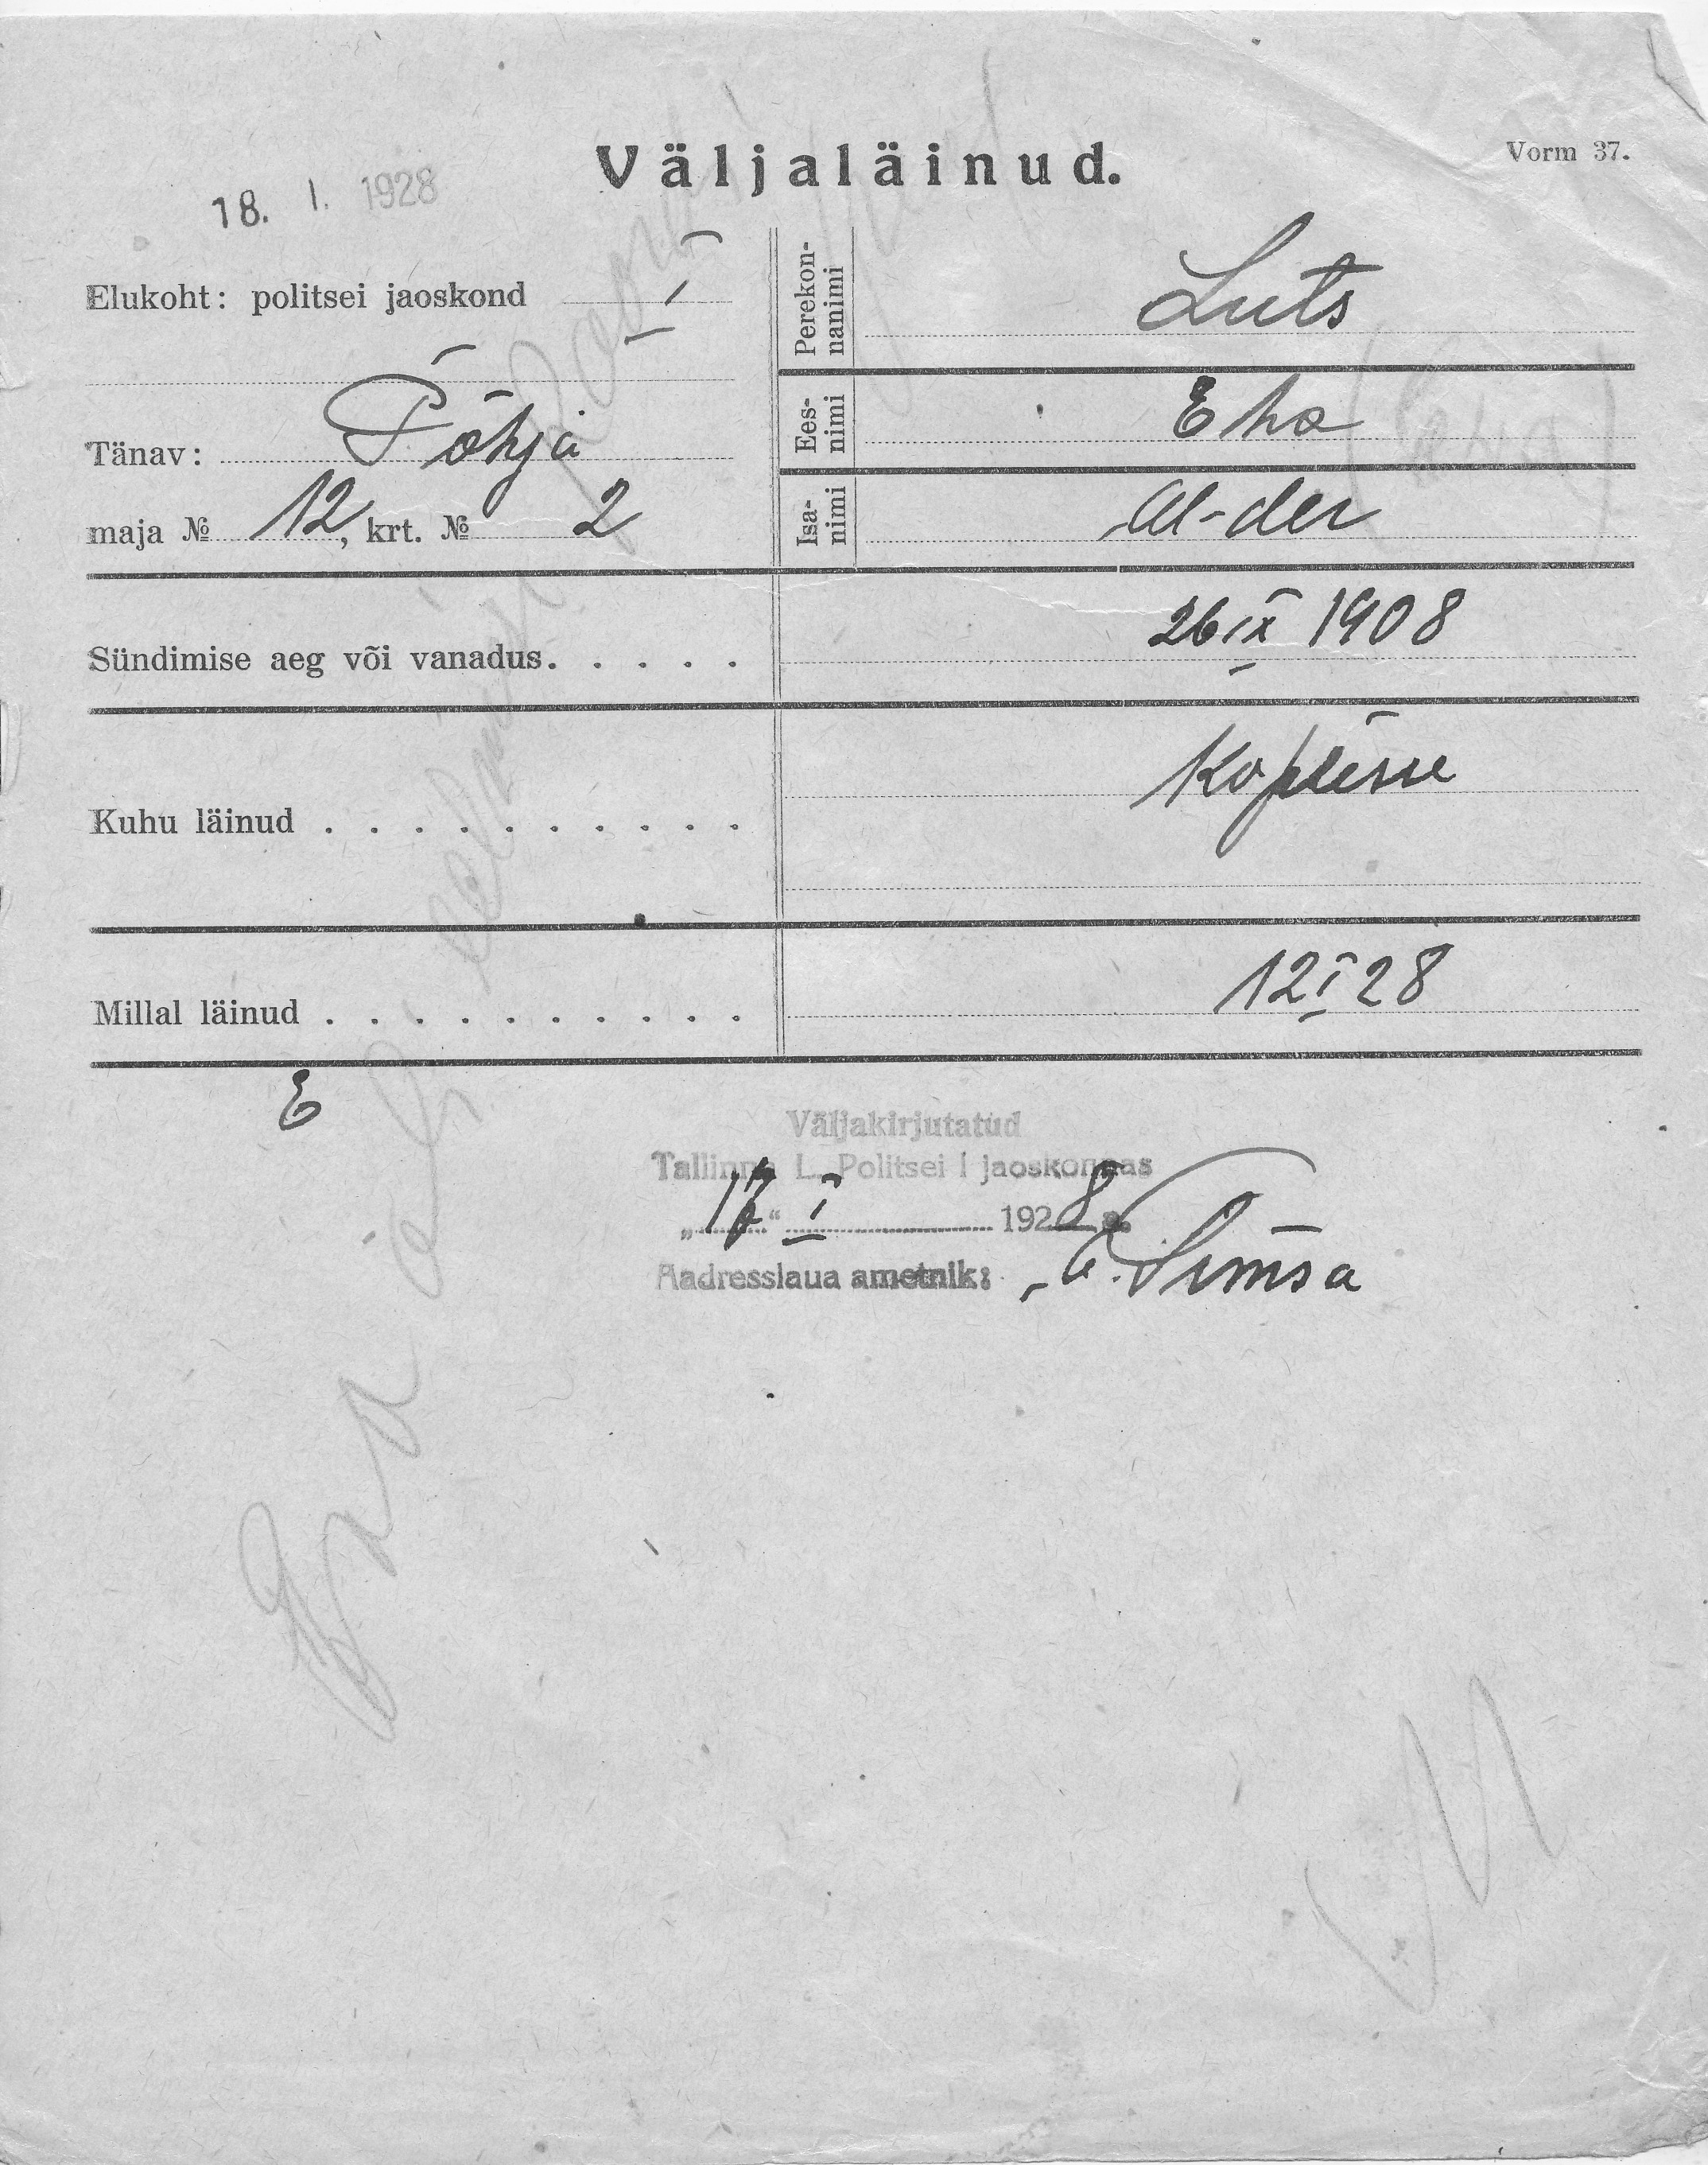 Väljaläinud.
Vorm 37.
18. I. 1928
Elukoht: politsei jaoskond I
Tänav: Põhja
maja № 12, krt. № 2
Perekon-
nanimi
Luts
Ees-
nimi
Eha
Isa-
nimi
Al-der
Sündimise aeg või vanadus. . . . .
26 IX 1908
Kuhu läinud . . . . . . . . . .
Koplisse
Millal läinud . . . . . . . . . .
12 I 28
E
Väljakirjutatud
Tallinna L. Politsei I jaoskonnas
„17“ I 1928 a.
Aadresslaua ametnik: